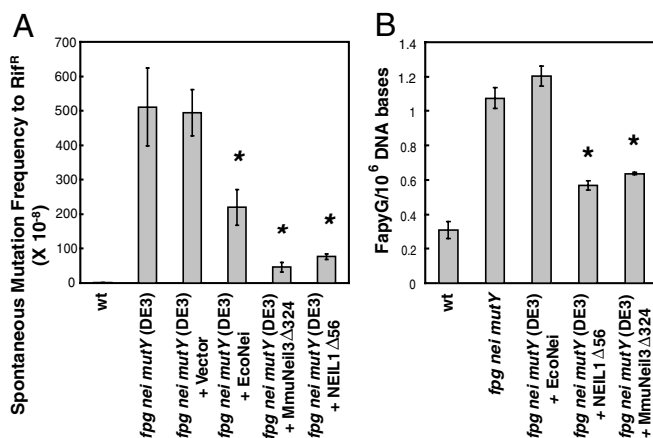 A
Spontaneous Mutation Frequency to Rifᴿ
(X 10⁻⁸)
700
600
500
400
300
200
100
0
*
*
*
wt
fpg nei mutY (DE3)
fpg nei mutY (DE3)
+ Vector
fpg nei mutY (DE3)
+ EcoNei
fpg nei mutY (DE3)
+ MmuNeil3Δ324
fpg nei mutY (DE3)
+ NEIL1Δ56
B
FapyG/10⁶ DNA bases
1.4
1.2
1
0.8
0.6
0.4
0.2
0
*
*
wt
fpg nei mutY
fpg nei mutY (DE3)
+ EcoNei
fpg nei mutY (DE3)
+ NEIL1Δ56
fpg nei mutY (DE3)
+ MmuNeil3Δ324